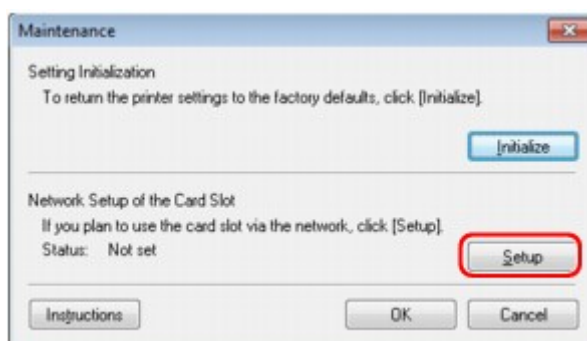 Maintenance
Setting Initialization
To return the printer settings to the factory defaults, click [Initialize].
Initialize
Network Setup of the Card Slot
If you plan to use the card slot via the network, click [Setup].
Status: Not set
Setup
Instructions OK Cancel